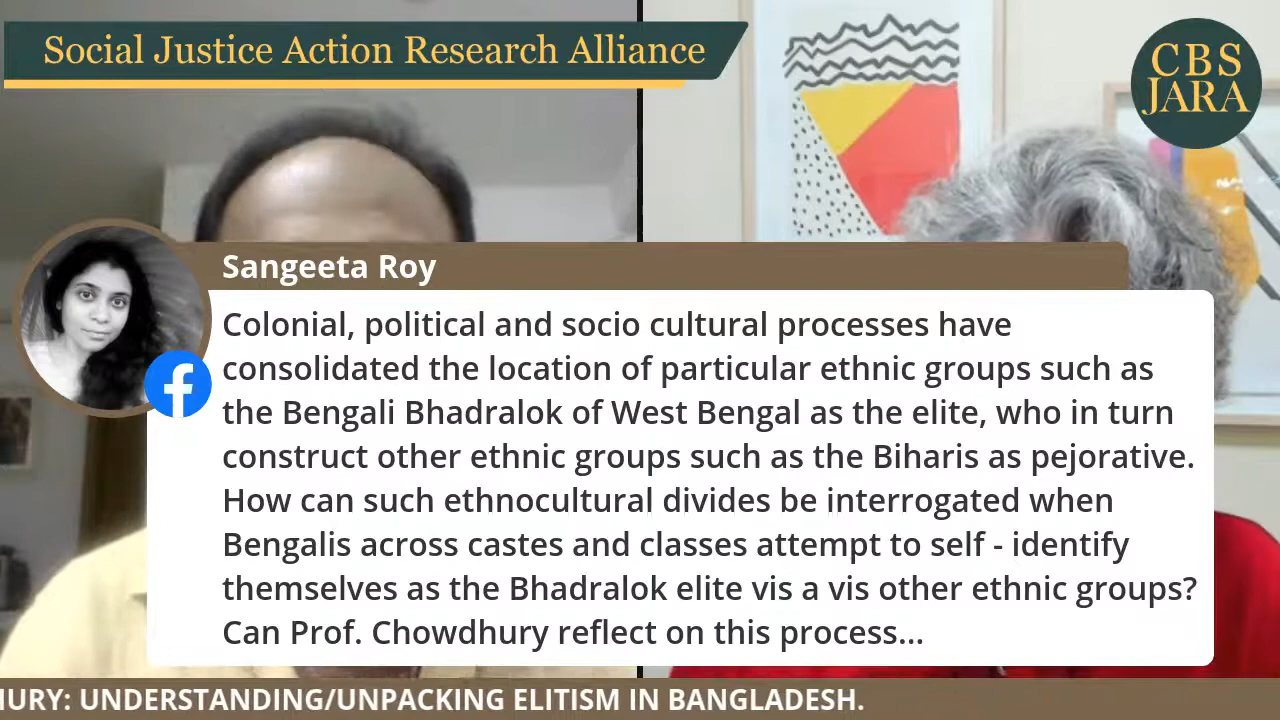 Social Justice Action Research Alliance
CBS
JARA
Sangeeta Roy
Colonial, political and socio cultural processes have
consolidated the location of particular ethnic groups such as
the Bengali Bhadralok of West Bengal as the elite, who in turn
construct other ethnic groups such as the Biharis as pejorative.
How can such ethnocultural divides be interrogated when
Bengalis across castes and classes attempt to self - identify
themselves as the Bhadralok elite vis a vis other ethnic groups?
Can Prof. Chowdhury reflect on this process...
URY: UNDERSTANDING/UNPACKING ELITISM IN BANGLADESH.